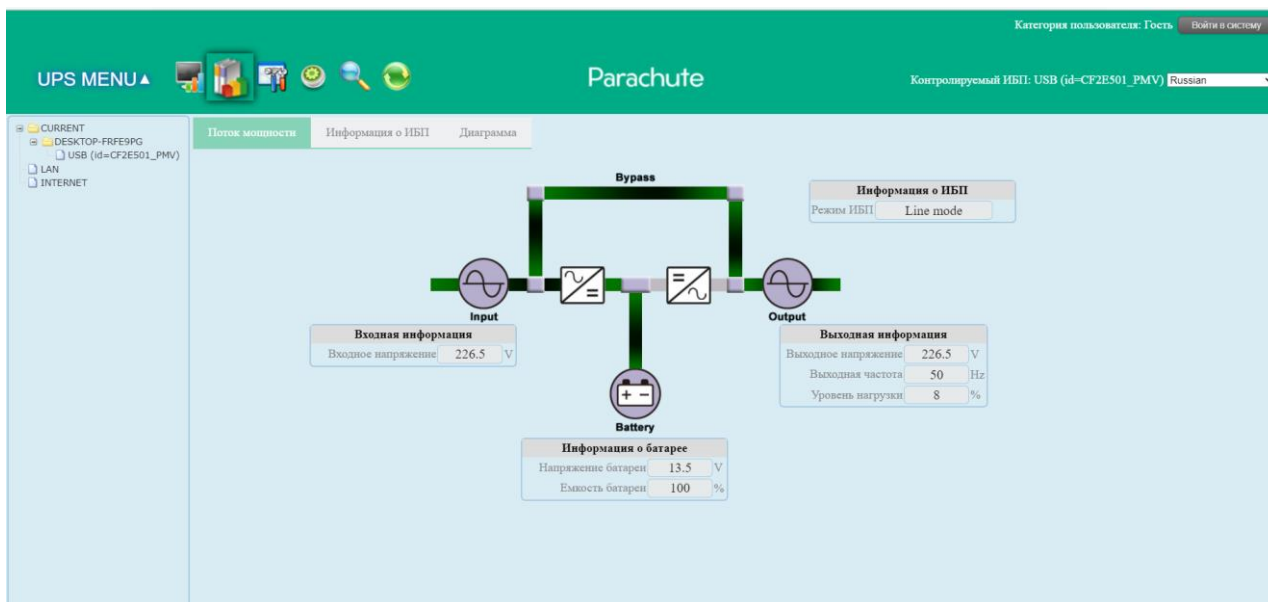 Категория пользователя: Гость Войти в систему
UPS MENU▲ Parachute Контролируемый ИБП: USB (id=CF2E501_PMV) Russian
CURRENT
DESKTOP-FRFE9PG
USB (id=CF2E501_PMV)
LAN
INTERNET
Поток мощности Информация о ИБП Диаграмма
Bypass
Информация о ИБП
Режим ИБП Line mode
Input
Output
Входная информация
Входное напряжение 226.5 V
Выходная информация
Выходное напряжение 226.5 V
Выходная частота 50 Hz
Уровень нагрузки 8 %
Battery
Информация о батарее
Напряжение батареи 13.5 V
Емкость батареи 100 %